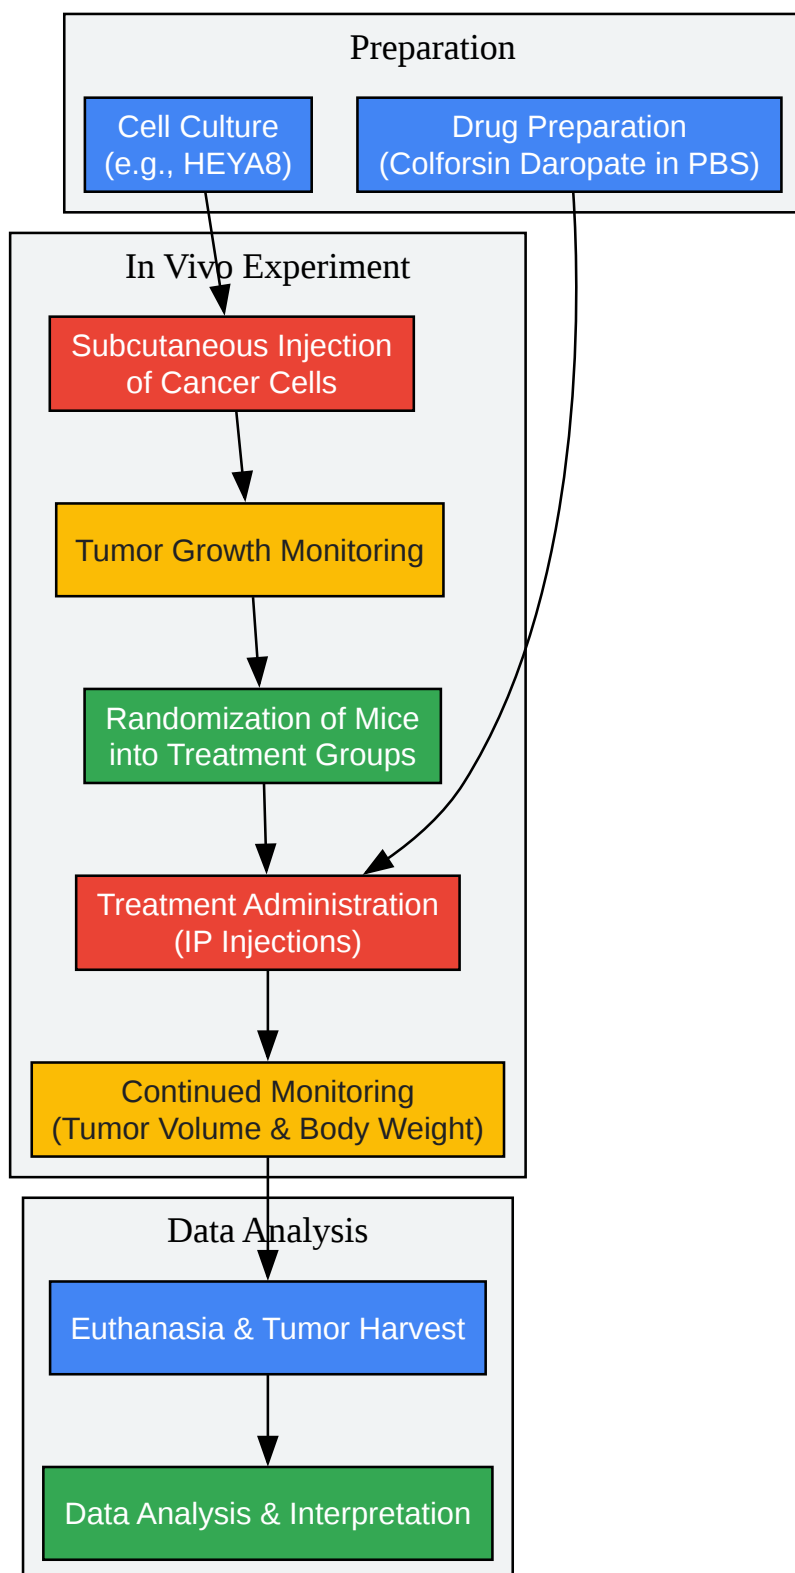 Preparation
Cell Culture
(e.g., HEYA8)
Drug Preparation
(Colforsin Daropate in PBS)
In Vivo Experiment
Subcutaneous Injection
of Cancer Cells
Tumor Growth Monitoring
Randomization of Mice
into Treatment Groups
Treatment Administration
(IP Injections)
Continued Monitoring
(Tumor Volume & Body Weight)
Data Analysis
Euthanasia & Tumor Harvest
Data Analysis & Interpretation